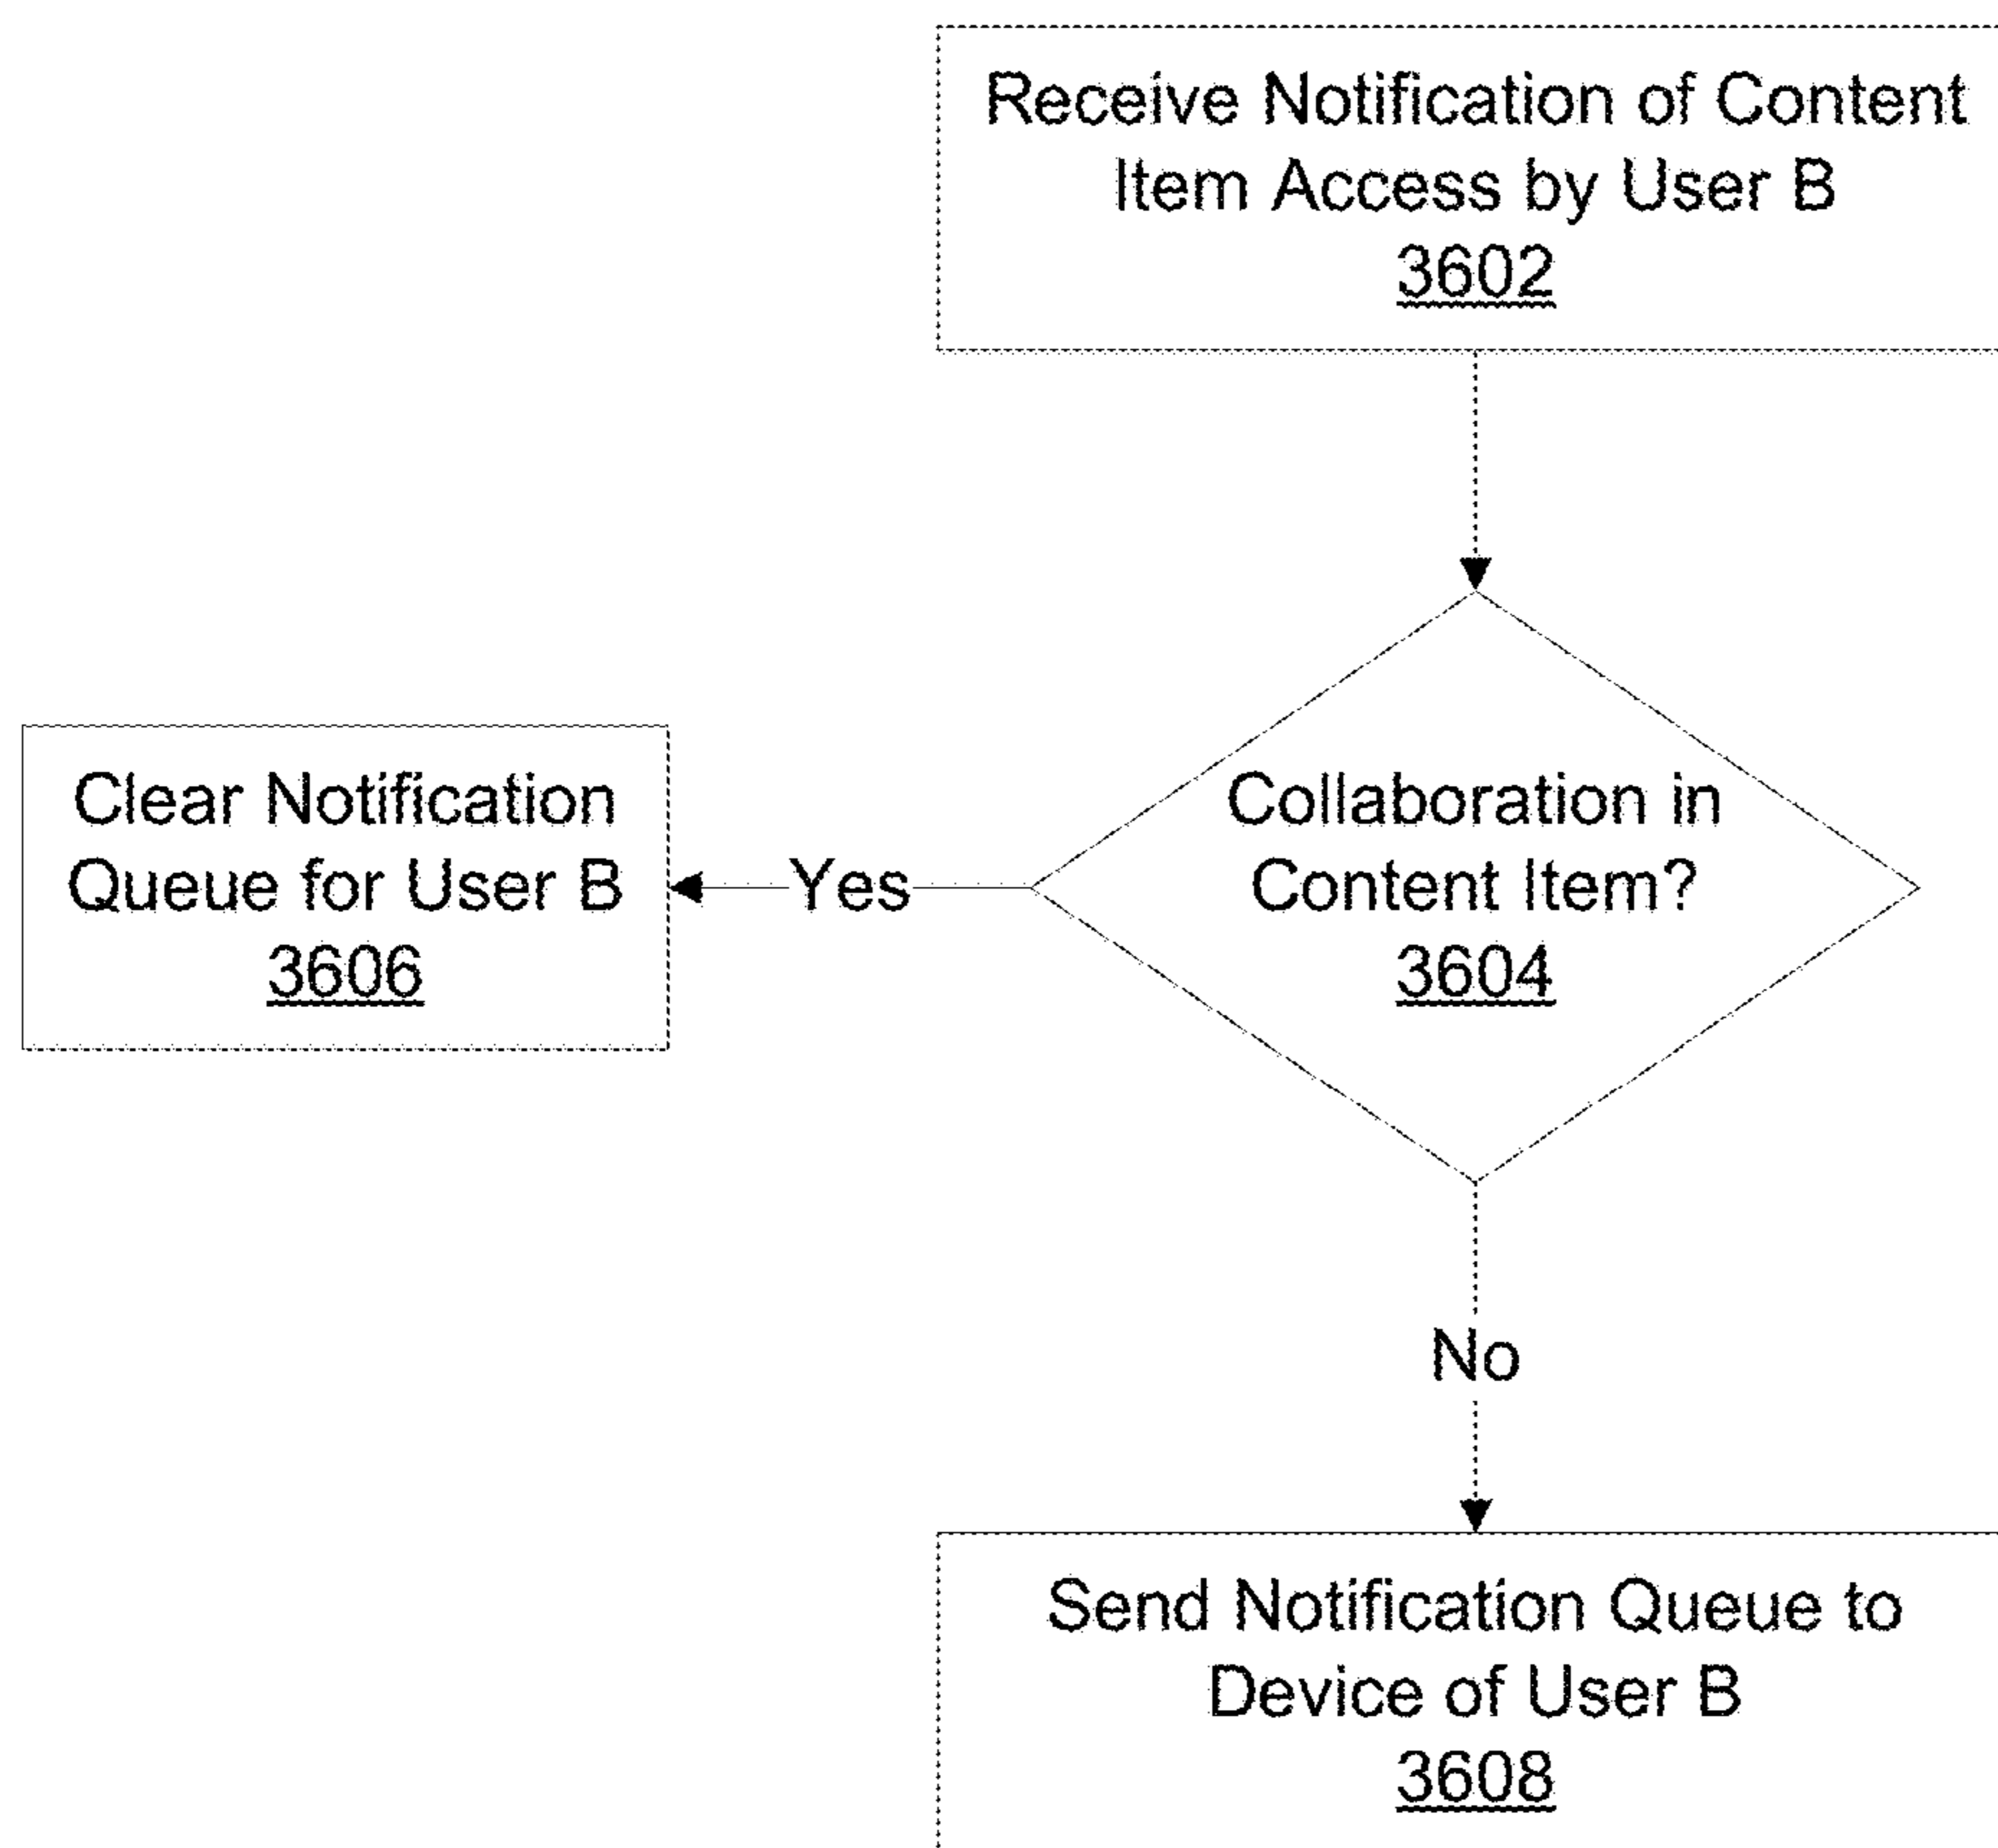 Receive Notification of Content
Item Access by User B
3602
Collaboration in
Content Item?
3604
Yes
Clear Notification
Queue for User B
3606
No
Send Notification Queue to
Device of User B
3608